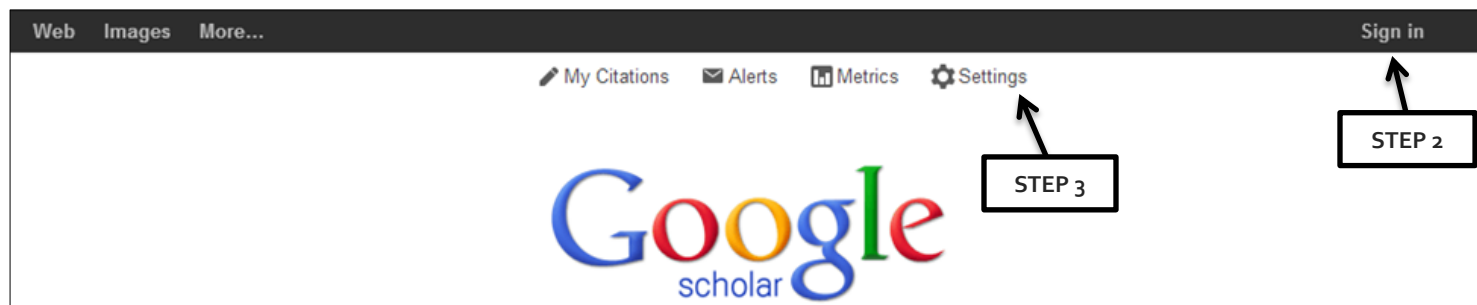 Web Images More... Sign in
My Citations Alerts Metrics Settings
STEP 2
STEP 3
Google
scholar